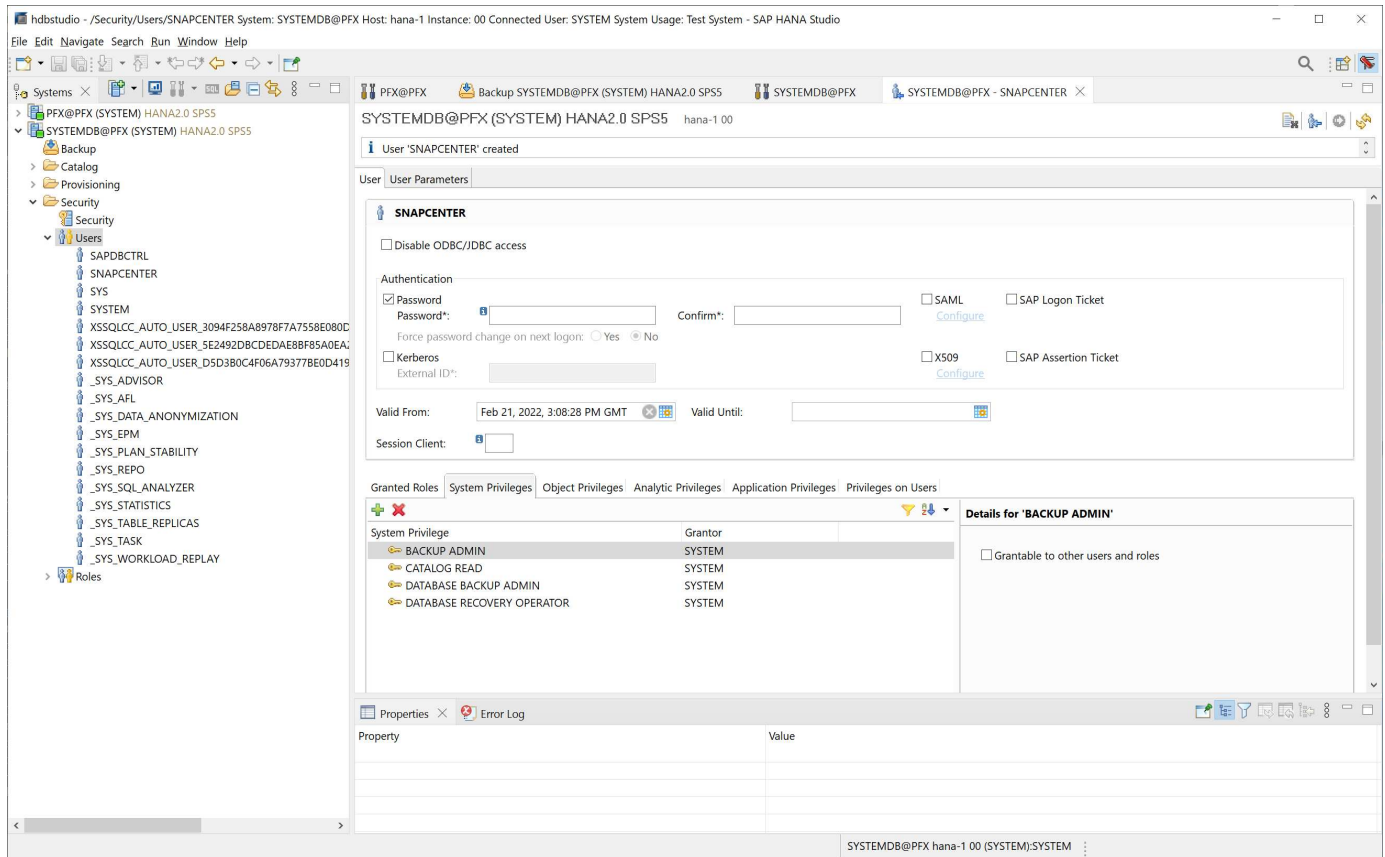 hdbstudio - /Security/Users/SNAPCENTER System: SYSTEMDB@PFX Host: hana-1 Instance: 00 Connected User: SYSTEM System Usage: Test System - SAP HANA Studio
File Edit Navigate Search Run Window Help
Systems
PFX@PFX (SYSTEM) HANA2.0 SPS5
SYSTEMDB@PFX (SYSTEM) HANA2.0 SPS5
Backup
Catalog
Provisioning
Security
Security
Users
SAPDBCTRL
SNAPCENTER
SYS
SYSTEM
XSSQLCC_AUTO_USER_3094F258A8978F7A7558E080D
XSSQLCC_AUTO_USER_5E2492DBCDEDAE8BF85A0EA2
XSSQLCC_AUTO_USER_D5D3B0C4F06A79377BE0D419
_SYS_ADVISOR
_SYS_AFL
_SYS_DATA_ANONYMIZATION
_SYS_EPM
_SYS_PLAN_STABILITY
_SYS_REPO
_SYS_SQL_ANALYZER
_SYS_STATISTICS
_SYS_TABLE_REPLICAS
_SYS_TASK
_SYS_WORKLOAD_REPLAY
Roles
PFX@PFX Backup SYSTEMDB@PFX (SYSTEM) HANA2.0 SPS5 SYSTEMDB@PFX SYSTEMDB@PFX - SNAPCENTER
SYSTEMDB@PFX (SYSTEM) HANA2.0 SPS5 hana-1 00
User 'SNAPCENTER' created
User User Parameters
SNAPCENTER
Disable ODBC/JDBC access
Authentication
Password SAML SAP Logon Ticket
Password*: Confirm*: Configure
Force password change on next logon: Yes No
Kerberos X509 SAP Assertion Ticket
External ID*: Configure
Valid From: Feb 21, 2022, 3:08:28 PM GMT Valid Until:
Session Client:
Granted Roles System Privileges Object Privileges Analytic Privileges Application Privileges Privileges on Users
Details for 'BACKUP ADMIN'
System Privilege Grantor
BACKUP ADMIN SYSTEM
Grantable to other users and roles
CATALOG READ SYSTEM
DATABASE BACKUP ADMIN SYSTEM
DATABASE RECOVERY OPERATOR SYSTEM
Properties Error Log
Property Value
SYSTEMDB@PFX hana-1 00 (SYSTEM):SYSTEM